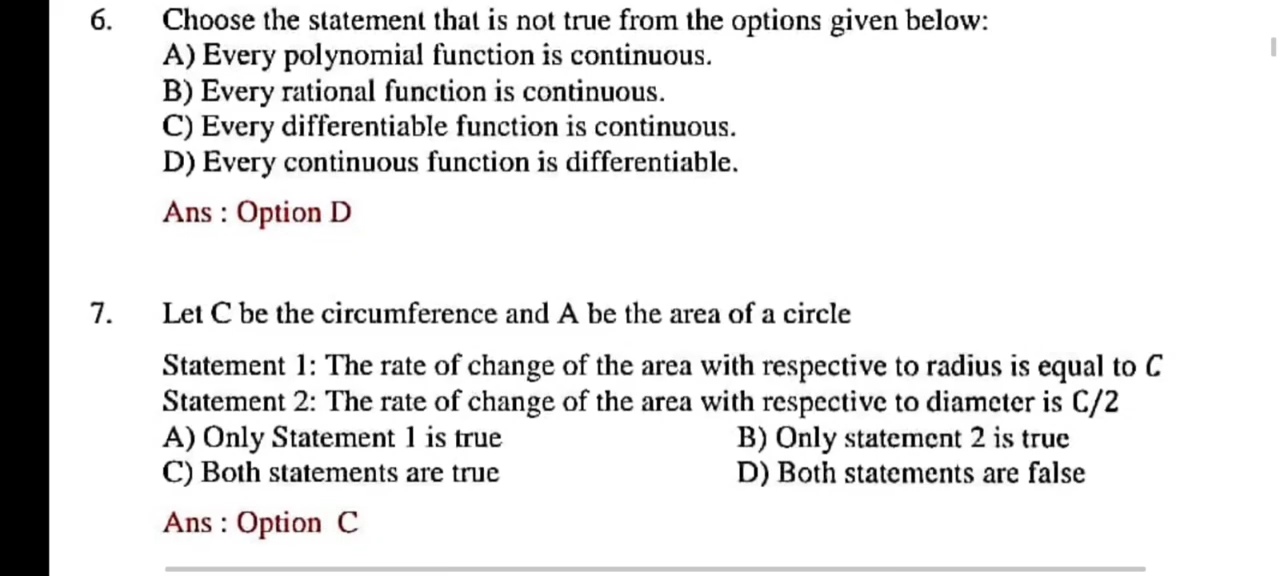 6. Choose the statement that is not true from the options given below:
A) Every polynomial function is continuous.
B) Every rational function is continuous.
C) Every differentiable function is continuous.
D) Every continuous function is differentiable.
Ans : Option D
7. Let C be the circumference and A be the area of a circle
Statement 1: The rate of change of the area with respective to radius is equal to C
Statement 2: The rate of change of the area with respective to diameter is C/2
A) Only Statement 1 is true B) Only statement 2 is true
C) Both statements are true D) Both statements are false
Ans : Option C